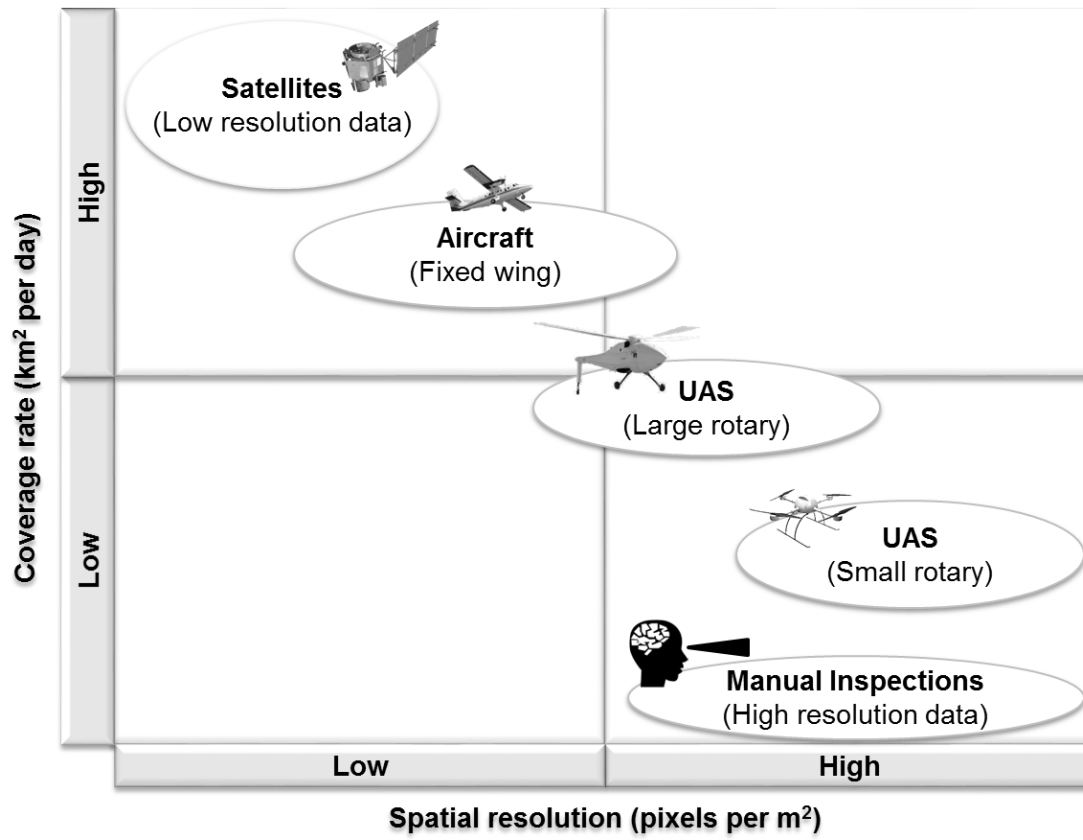 Satellites
(Low resolution data)
Aircraft
(Fixed wing)
UAS
(Large rotary)
UAS
(Small rotary)
Manual Inspections
(High resolution data)
Coverage rate (km² per day)
High
Low
Low
High
Spatial resolution (pixels per m²)